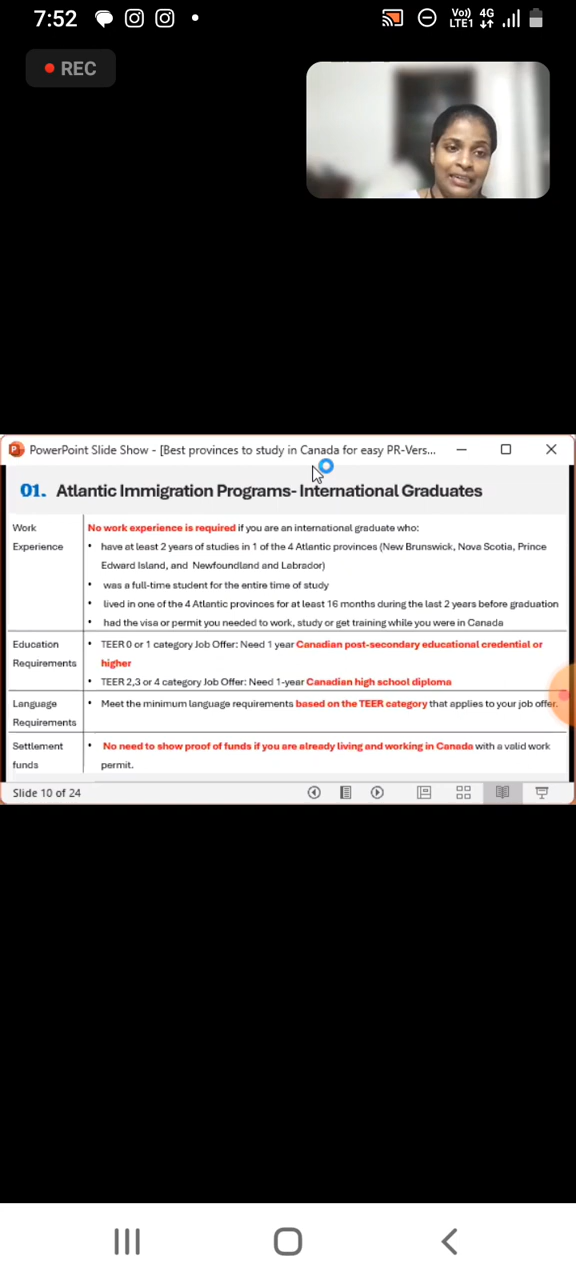 7:52
Vo))
LTE1
4G
REC
PowerPoint Slide Show - [Best provinces to study in Canada for easy PR-Vers...
01. Atlantic Immigration Programs- International Graduates
Work
Experience
No work experience is required if you are an international graduate who:
• have at least 2 years of studies in 1 of the 4 Atlantic provinces (New Brunswick, Nova Scotia, Prince
Edward Island, and Newfoundland and Labrador)
• was a full-time student for the entire time of study
• lived in one of the 4 Atlantic provinces for at least 16 months during the last 2 years before graduation
• had the visa or permit you needed to work, study or get training while you were in Canada
Education
Requirements
• TEER 0 or 1 category Job Offer: Need 1 year Canadian post-secondary educational credential or
higher
• TEER 2,3 or 4 category Job Offer: Need 1-year Canadian high school diploma
Language
Requirements
• Meet the minimum language requirements based on the TEER category that applies to your job offer.
Settlement
funds
• No need to show proof of funds if you are already living and working in Canada with a valid work
permit.
Slide 10 of 24